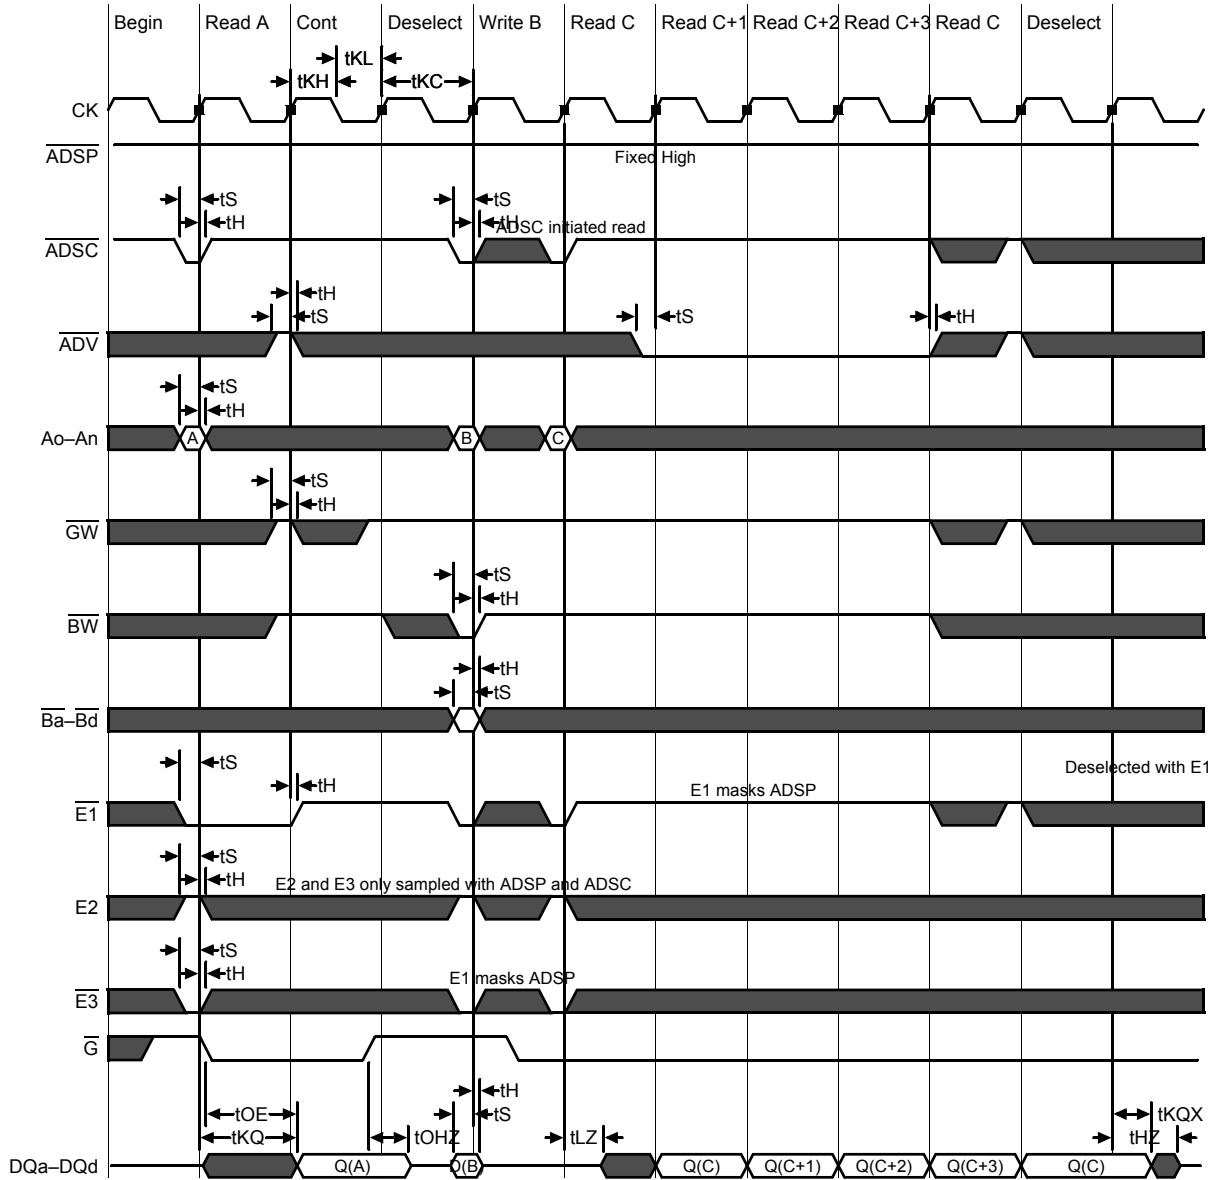 Begin Read A Cont Deselect Write B Read C Read C+1 Read C+2 Read C+3 Read C Deselect
tKL
tKH tKC
CK
ADSP
Fixed High
tS tS
tH tH
ADSC initiated read
ADSC
tH
tS tS tH
ADV
tS
tH
Ao–An A B C
tS
tH
GW
tS
tH
BW
tH
tS
Ba–Bd
tS
Deselected with E1
tH
E1 masks ADSP
E1
tS
tH
E2 and E3 only sampled with ADSP and ADSC
E2
tS
tH
E1 masks ADSP
E3
G
tH
tOE tS tKQX
tKQ tOHZ tLZ tHZ
DQa–DQd Q(A) D(B Q(C) Q(C+1) Q(C+2) Q(C+3) Q(C)